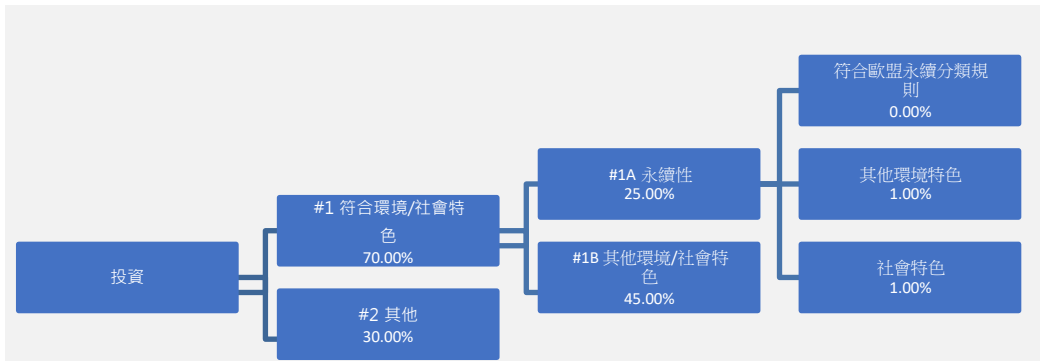 投資
#1 符合環境/社會特
色
70.00%
#2 其他
30.00%
#1A 永續性
25.00%
#1B 其他環境/社會特
色
45.00%
符合歐盟永續分類規
則
0.00%
其他環境特色
1.00%
社會特色
1.00%